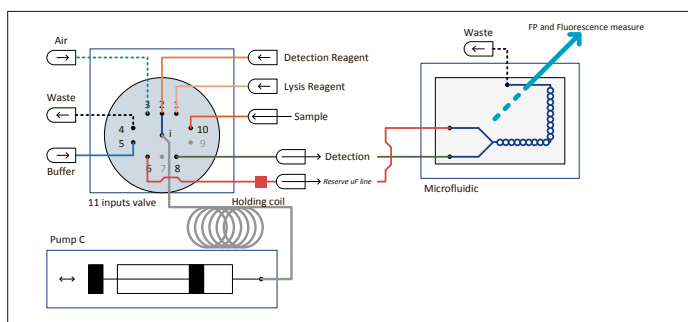 Air
Waste
FP and Fluorescence measure
Detection Reagent
Lysis Reagent
Waste
3
2
1
Sample
4
i
10
5
9
Buffer
6
7
8
Detection
Reserve uF line
Microfluidic
11 inputs valve
Holding coil
Pump C